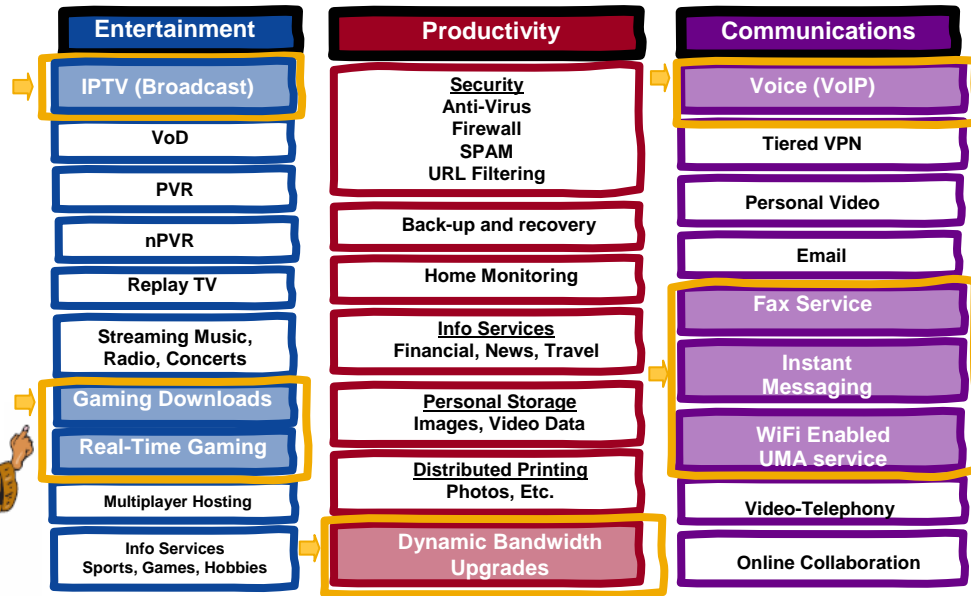 Entertainment
IPTV (Broadcast)
VoD
PVR
nPVR
Replay TV
Streaming Music,
Radio, Concerts
Gaming Downloads
Real-Time Gaming
Multiplayer Hosting
Info Services
Sports, Games, Hobbies
Productivity
Security
Anti-Virus
Firewall
SPAM
URL Filtering
Back-up and recovery
Home Monitoring
Info Services
Financial, News, Travel
Personal Storage
Images, Video Data
Distributed Printing
Photos, Etc.
Dynamic Bandwidth
Upgrades
Communications
Voice (VoIP)
Tiered VPN
Personal Video
Email
Fax Service
Instant
Messaging
WiFi Enabled
UMA service
Video-Telephony
Online Collaboration